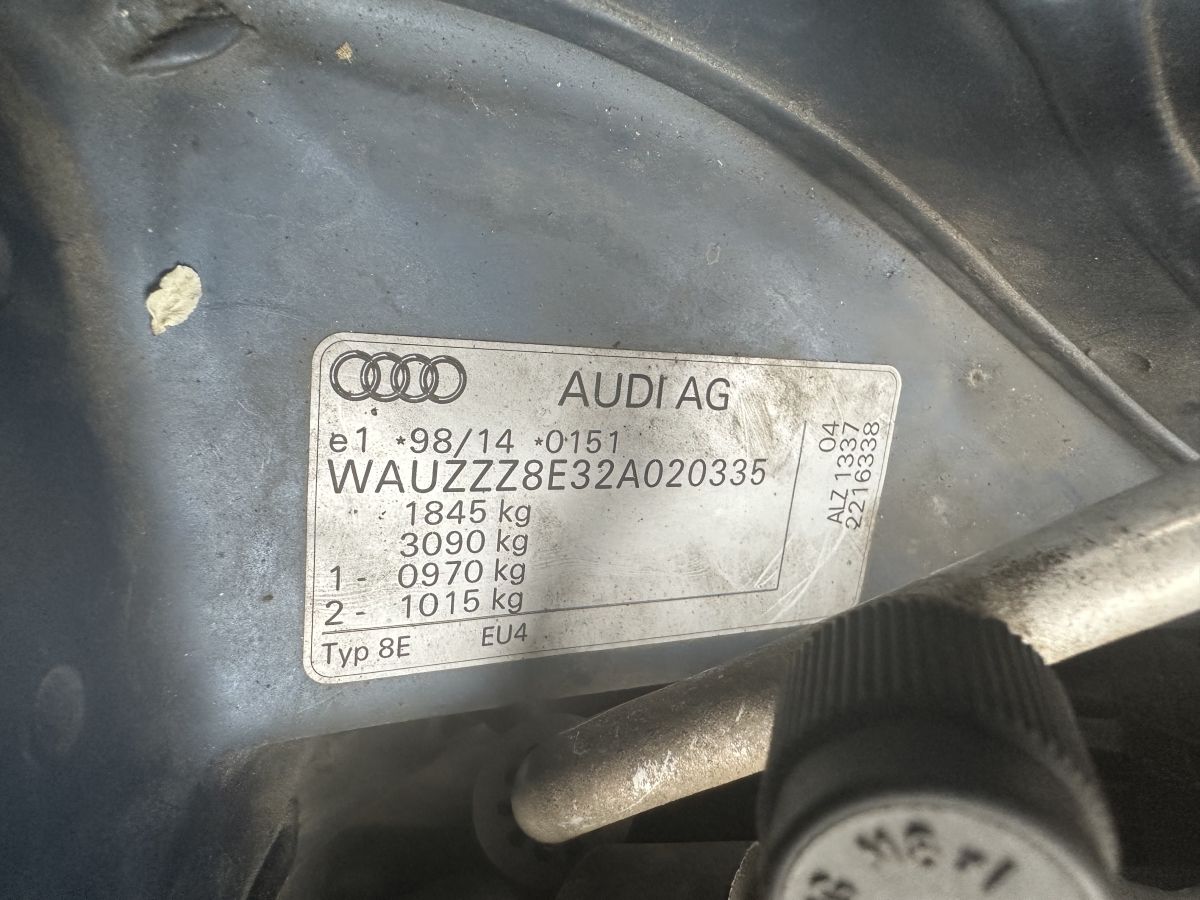 AUDI AG
e1 *98/14 *0151
WAUZZZ8E32A020335
1845 kg
3090 kg
1- 0970 kg
2- 1015 kg
Typ 8E EU4
04
ALZ 1337
2216338